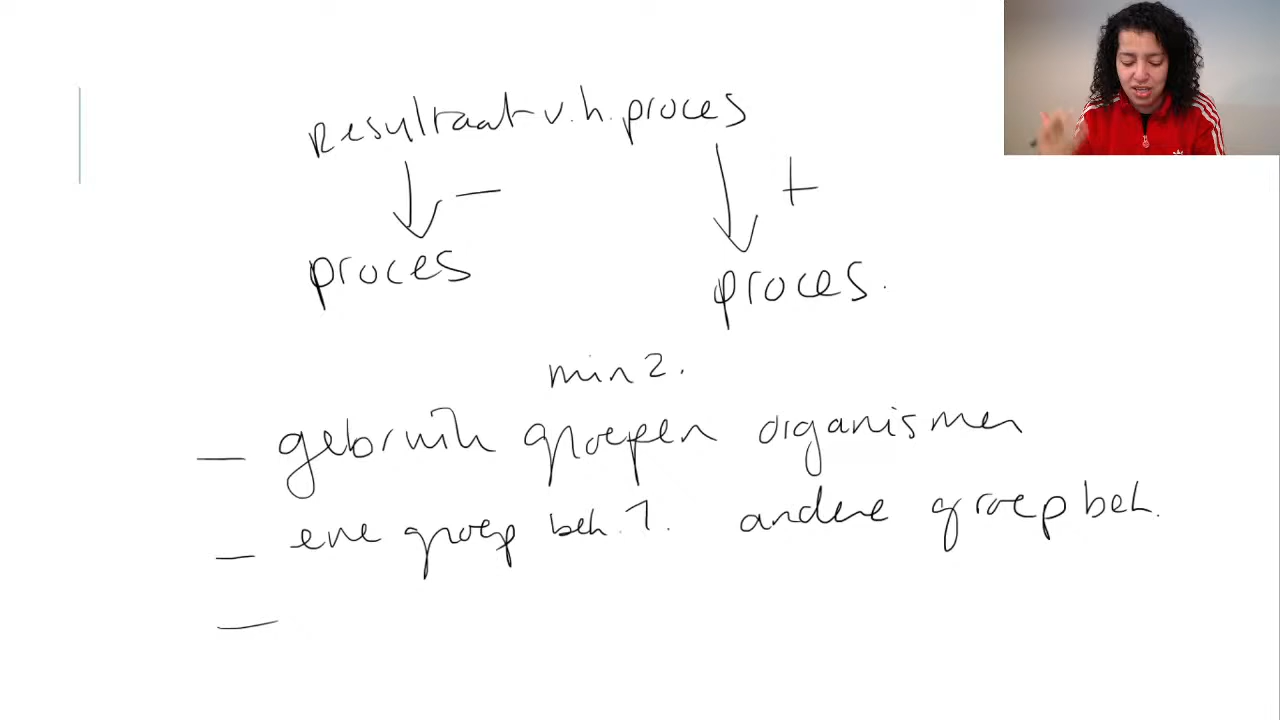 resultaat v.h. proces
— +
proces proces.
min 2.
— gebruik groepen organismen
— ene groep beh. 1. andere groep beh.
—